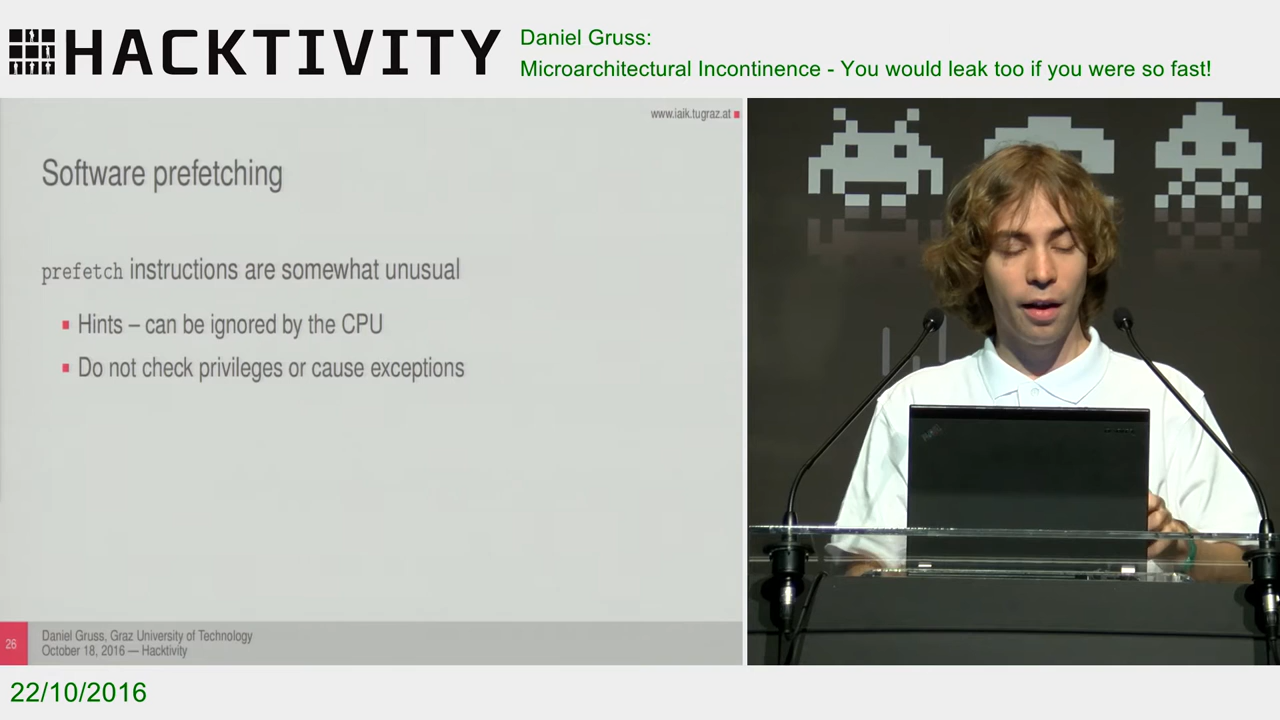 HACKTIVITY
Daniel Gruss:
Microarchitectural Incontinence - You would leak too if you were so fast!
www.iaik.tugraz.at
Software prefetching
prefetch instructions are somewhat unusual
Hints – can be ignored by the CPU
Do not check privileges or cause exceptions
26
Daniel Gruss, Graz University of Technology
October 18, 2016 — Hacktivity
22/10/2016